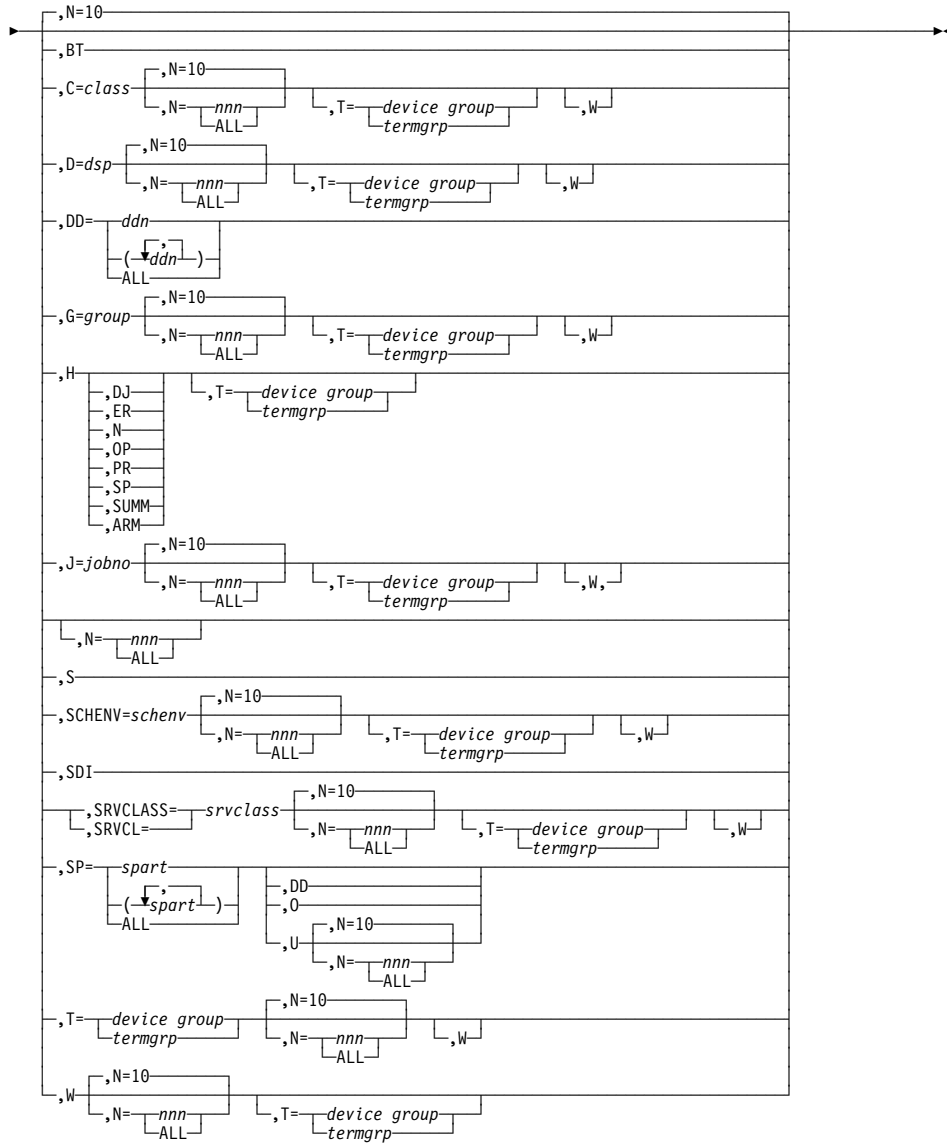 ,N=10
,BT
,N=10
,C=class
,N= nnn ,T= device group ,W
ALL termgrp
,N=10
,D=dsp
,N= nnn ,T= device group ,W
ALL termgrp
,DD= ddn
,
( ddn )
ALL
,N=10
,G=group
,N= nnn ,T= device group ,W
ALL termgrp
,H
,DJ ,T= device group
,ER termgrp
,N
,OP
,PR
,SP
,SUMM
,ARM
,N=10
,J=jobno
,N= nnn ,T= device group ,W,
ALL termgrp
,N= nnn
ALL
,S
,N=10
,SCHENV=schenv
,N= nnn ,T= device group ,W
ALL termgrp
,SDI
,N=10
,SRVCLASS= srvclass
,SRVCL= ,N= nnn ,T= device group ,W
ALL termgrp
,SP= spart
, ,DD
( spart ) ,O
ALL ,N=10
,U
,N= nnn
ALL
,N=10
,T= device group
termgrp ,N= nnn ,W
ALL
,N=10
,W
,N= nnn ,T= device group
ALL termgrp